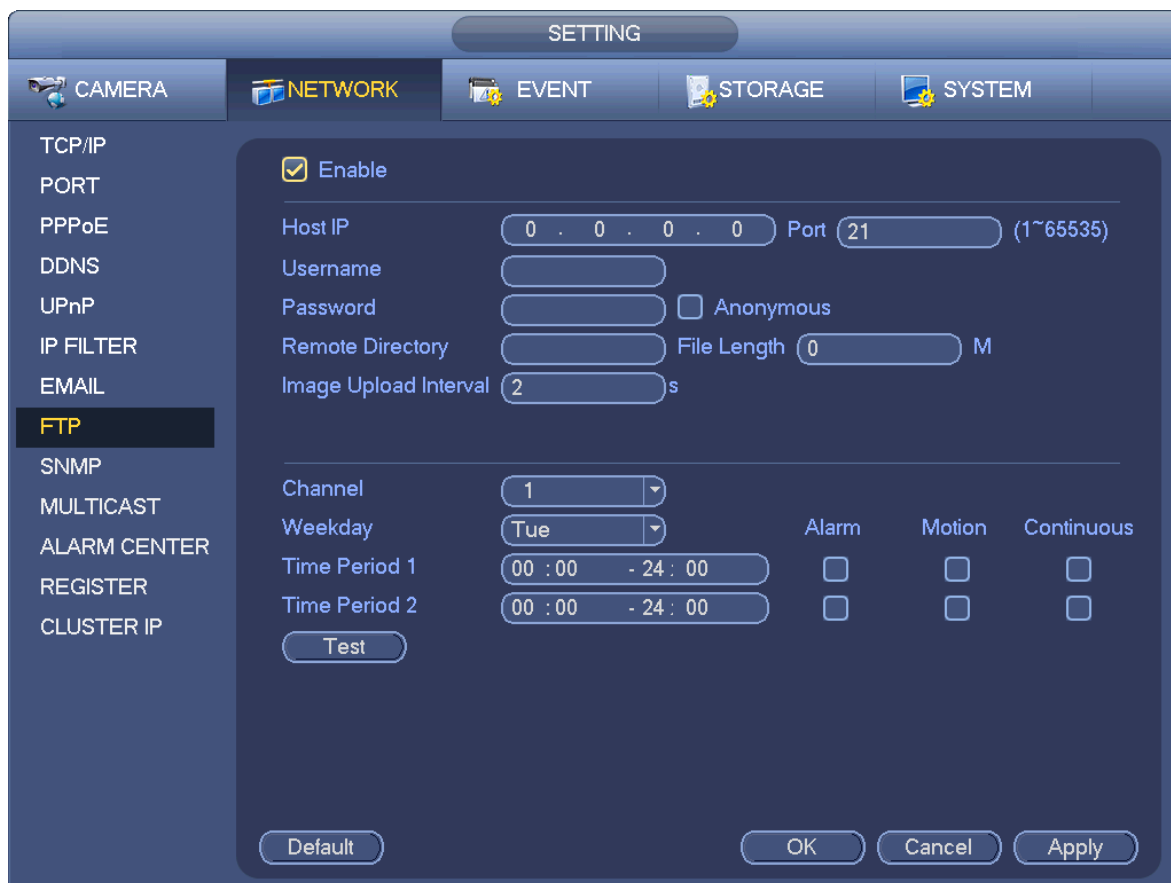 SETTING
CAMERA NETWORK EVENT STORAGE SYSTEM
TCP/IP
PORT
PPPoE
DDNS
UPnP
IP FILTER
EMAIL
FTP
SNMP
MULTICAST
ALARM CENTER
REGISTER
CLUSTER IP
Enable
Host IP 0 . 0 . 0 . 0 Port 21 (1~65535)
Username
Password Anonymous
Remote Directory File Length 0 M
Image Upload Interval 2 s
Channel 1
Weekday Tue Alarm Motion Continuous
Time Period 1 00 :00 - 24 : 00
Time Period 2 00 :00 - 24 : 00
Test
Default OK Cancel Apply